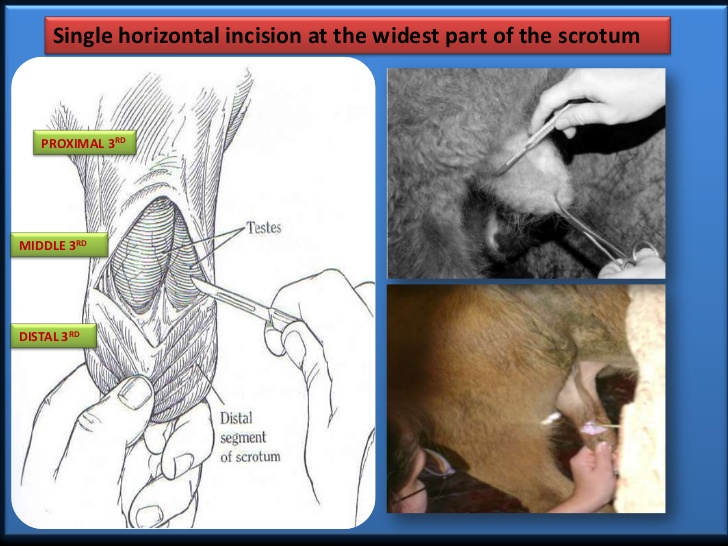 Single horizontal incision at the widest part of the scrotum
PROXIMAL 3RD
MIDDLE 3RD
Testes
DISTAL 3RD
Distal
segment
of scrotum